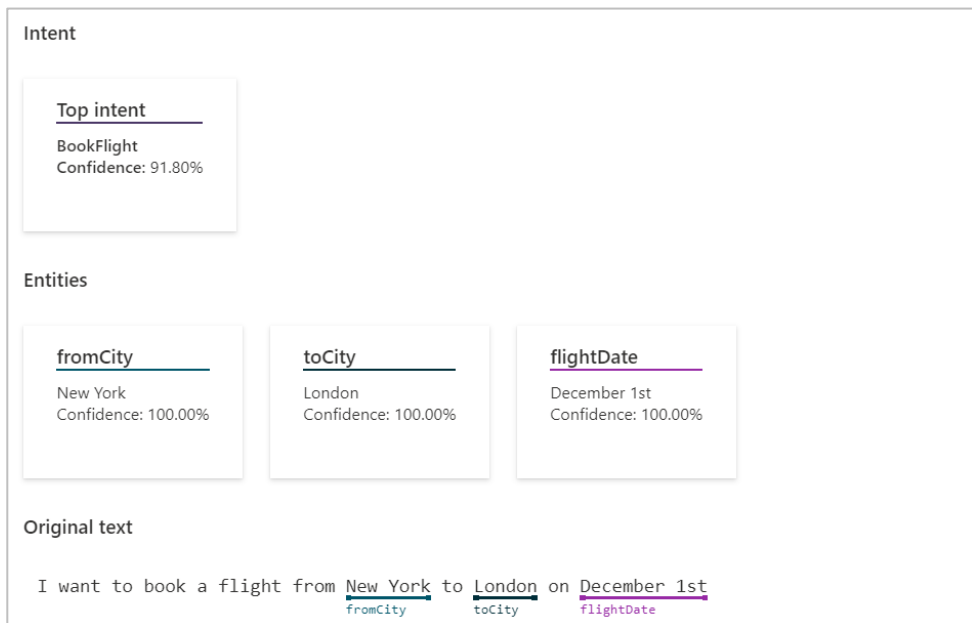 Intent
Top intent
BookFlight
Confidence: 91.80%
Entities
fromCity
New York
Confidence: 100.00%
toCity
London
Confidence: 100.00%
flightDate
December 1st
Confidence: 100.00%
Original text
I want to book a flight from New York to London on December 1st
fromCity toCity flightDate